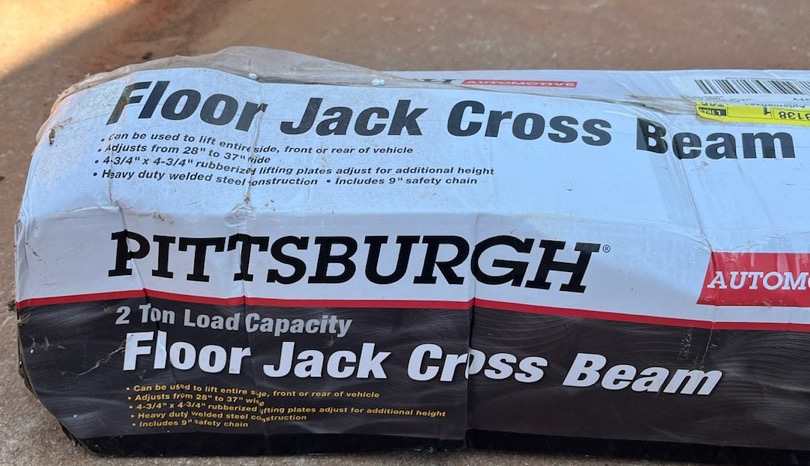 AUTOMOTIVE
Floor Jack Cross Beam
• Can be used to lift entire side, front or rear of vehicle
• Adjusts from 28" to 37" wide
• 4-3/4" x 4-3/4" rubberized lifting plates adjust for additional height
• Heavy duty welded steel construction • Includes 9" safety chain
PITTSBURGH®
AUTOMO
2 Ton Load Capacity
Floor Jack Cross Beam
• Can be used to lift entire side, front or rear of vehicle
• Adjusts from 28" to 37" wide
• 4-3/4" x 4-3/4" rubberized lifting plates adjust for additional height
• Heavy duty welded steel construction
• Includes 9" safety chain